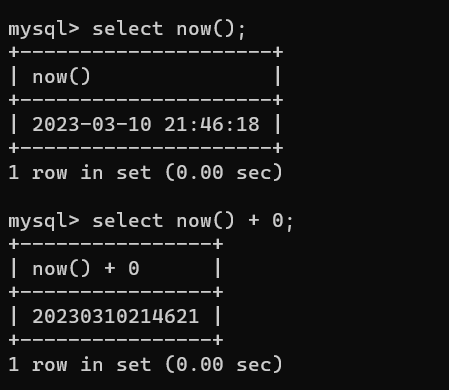 mysql> select now();
+---------------------+
| now()               |
+---------------------+
| 2023-03-10 21:46:18 |
+---------------------+
1 row in set (0.00 sec)

mysql> select now() + 0;
+----------------+
| now() + 0      |
+----------------+
| 20230310214621 |
+----------------+
1 row in set (0.00 sec)